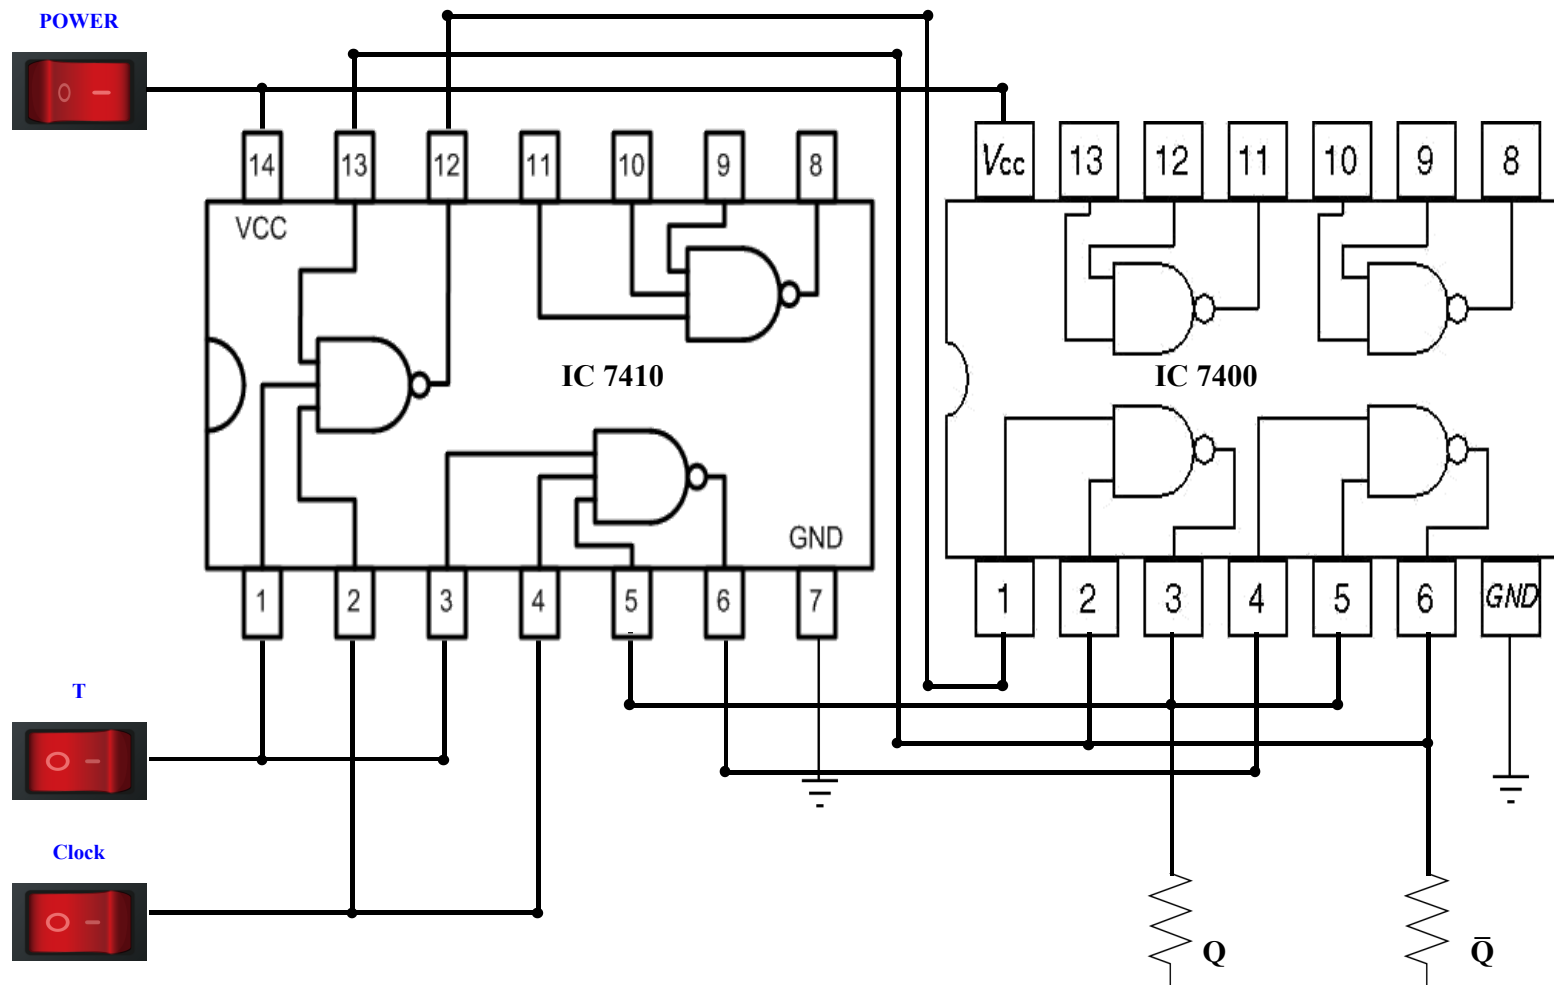 POWER
O —
14 13 12 11 10 9 8
Vcc 13 12 11 10 9 8
VCC
IC 7410
IC 7400
GND
1 2 3 4 5 6 7
1 2 3 4 5 6 GND
T
O –
Clock
O –
Q
Q̅